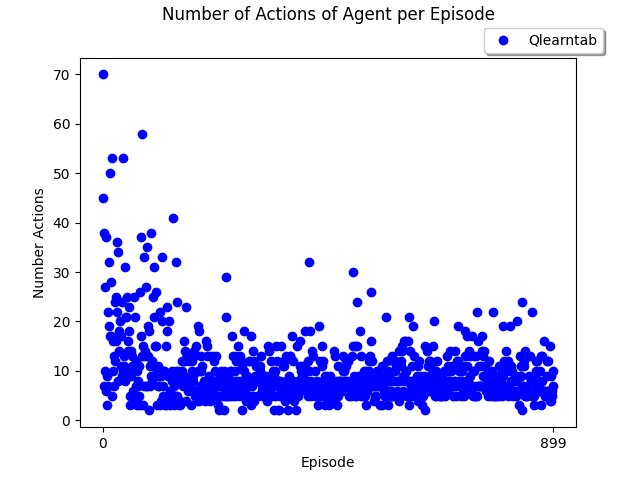 Number of Actions of Agent per Episode
Qlearntab
70
60
50
40
30
20
10
0
Number Actions
0 899
Episode